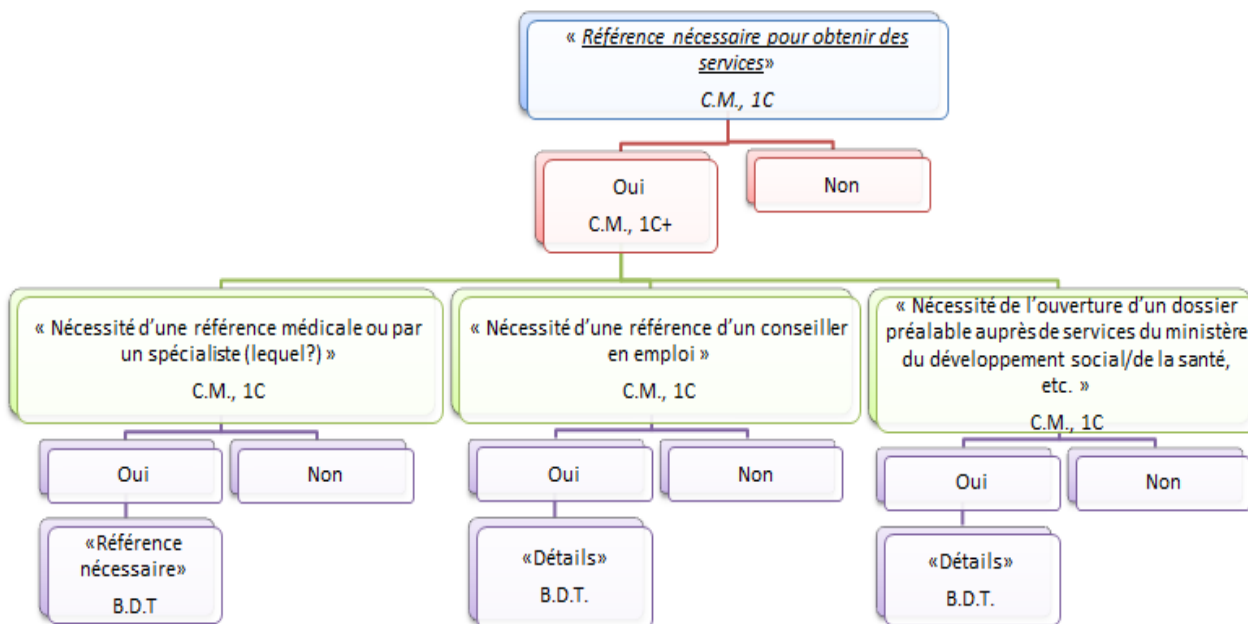 « Référence nécessaire pour obtenir des
services»
C.M., 1C
Oui
C.M., 1C+
Non
« Nécessité d’une référence médicale ou par
un spécialiste (lequel?) »
C.M., 1C
« Nécessité d’une référence d’un conseiller
en emploi »
C.M., 1C
« Nécessité de l’ouverture d’un dossier
préalable auprès de services du ministère
du développement social/de la santé,
etc. »
C.M., 1C
Oui
Non
Oui
Non
Oui
Non
«Référence
nécessaire»
B.D.T
«Détails»
B.D.T.
«Détails»
B.D.T.